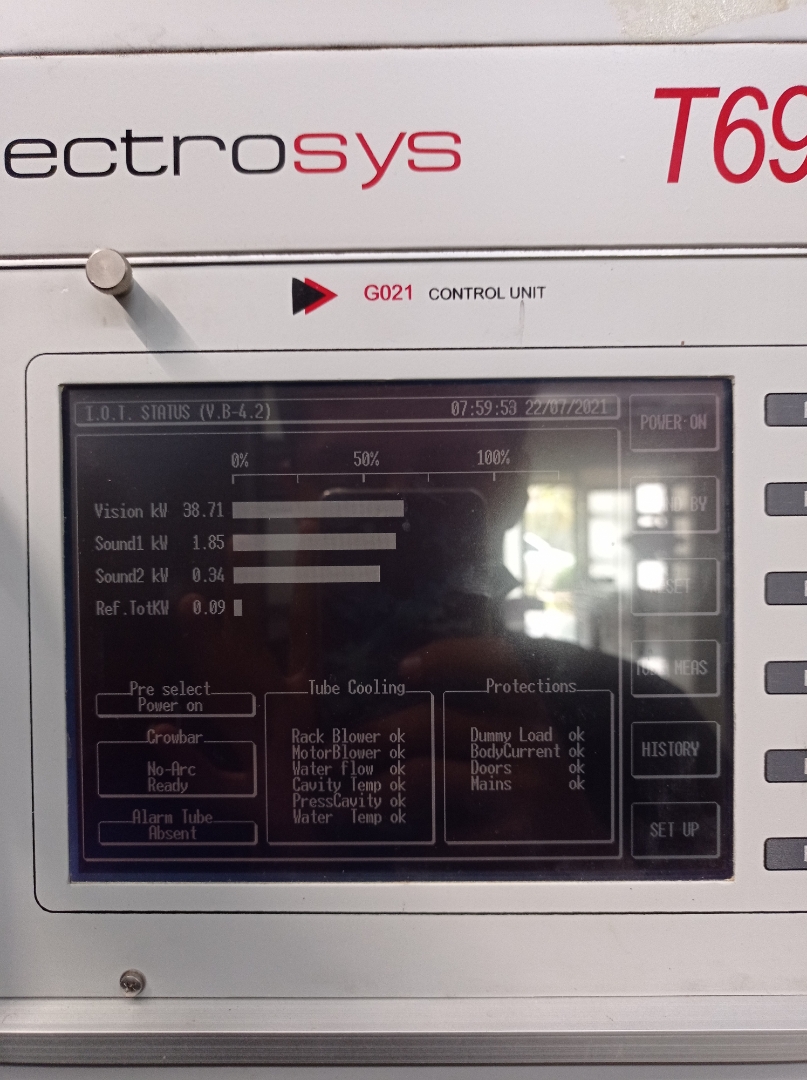 ectrosys
T69
G021 CONTROL UNIT
I.O.T. STATUS (V.B-4.2) 07:59:53 22/07/2021
POWER-ON
0% 50% 100%
Vision kW 38.71
BY
Sound1 kW 1.85
Sound2 kW 0.34
Ref.TotKW 0.09
MEAS
Pre select
Power on
Crowbar
No-Arc
Ready
Alarm Tube
Absent
Tube Cooling
Rack Blower ok
MotorBlower ok
Water flow ok
Cavity Temp ok
PressCavity ok
Water Temp ok
Protections
Dummy Load ok
BodyCurrent ok
Doors ok
Mains ok
HISTORY
SET UP